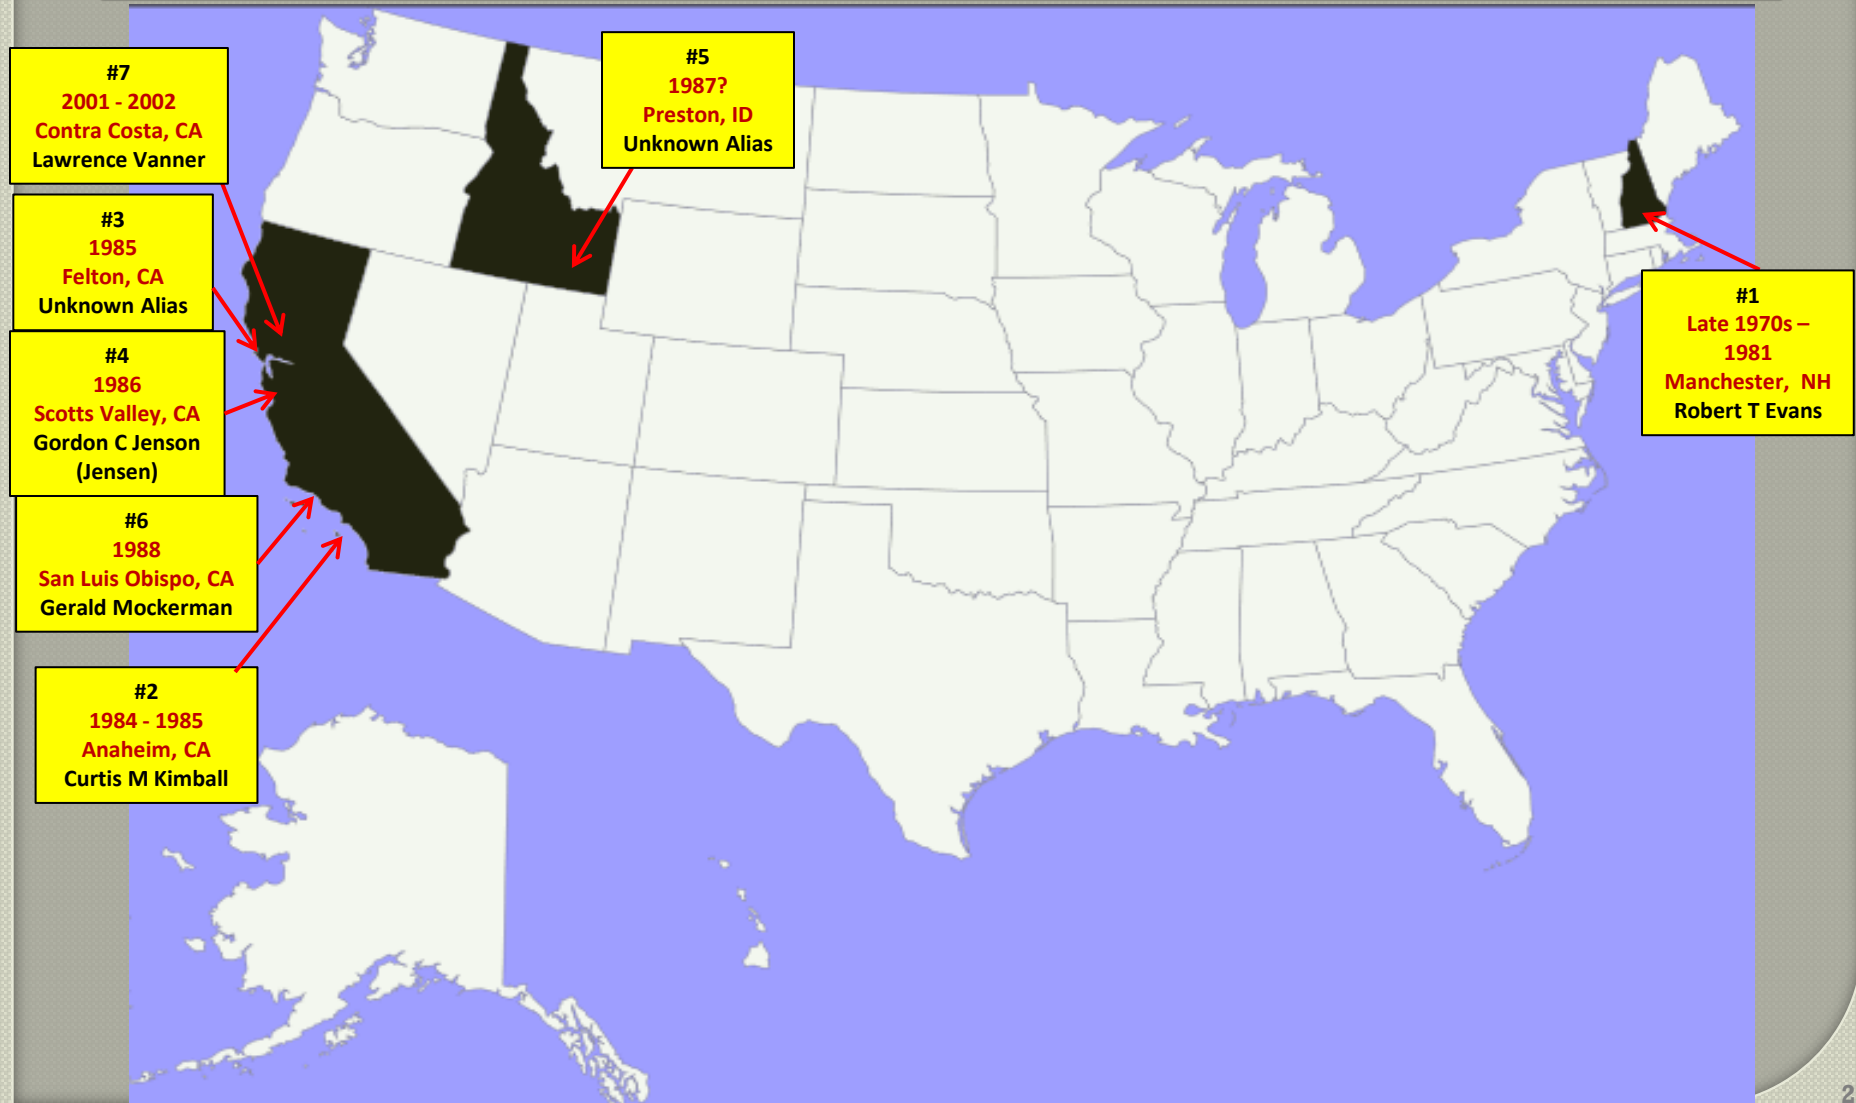 #7
2001 - 2002
Contra Costa, CA
Lawrence Vanner
#3
1985
Felton, CA
Unknown Alias
#4
1986
Scotts Valley, CA
Gordon C Jenson
(Jensen)
#6
1988
San Luis Obispo, CA
Gerald Mockerman
#2
1984 - 1985
Anaheim, CA
Curtis M Kimball
#5
1987?
Preston, ID
Unknown Alias
#1
Late 1970s –
1981
Manchester, NH
Robert T Evans
2